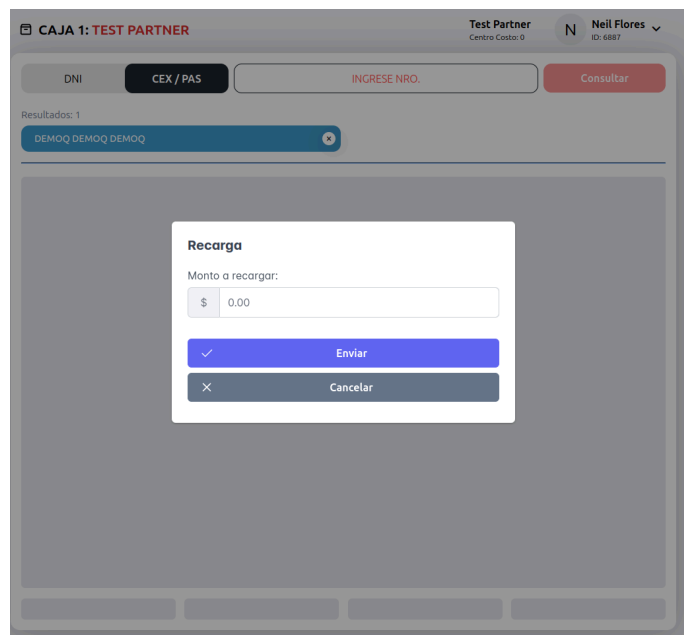 CAJA 1: TEST PARTNER
Test Partner
Centro Costo: 0
N
Neil Flores
ID: 6887
DNI
CEX / PAS
INGRESE NRO.
Consultar
Resultados: 1
DEMOQ DEMOQ DEMOQ
Recarga
Monto a recargar:
$ 0.00
Enviar
Cancelar